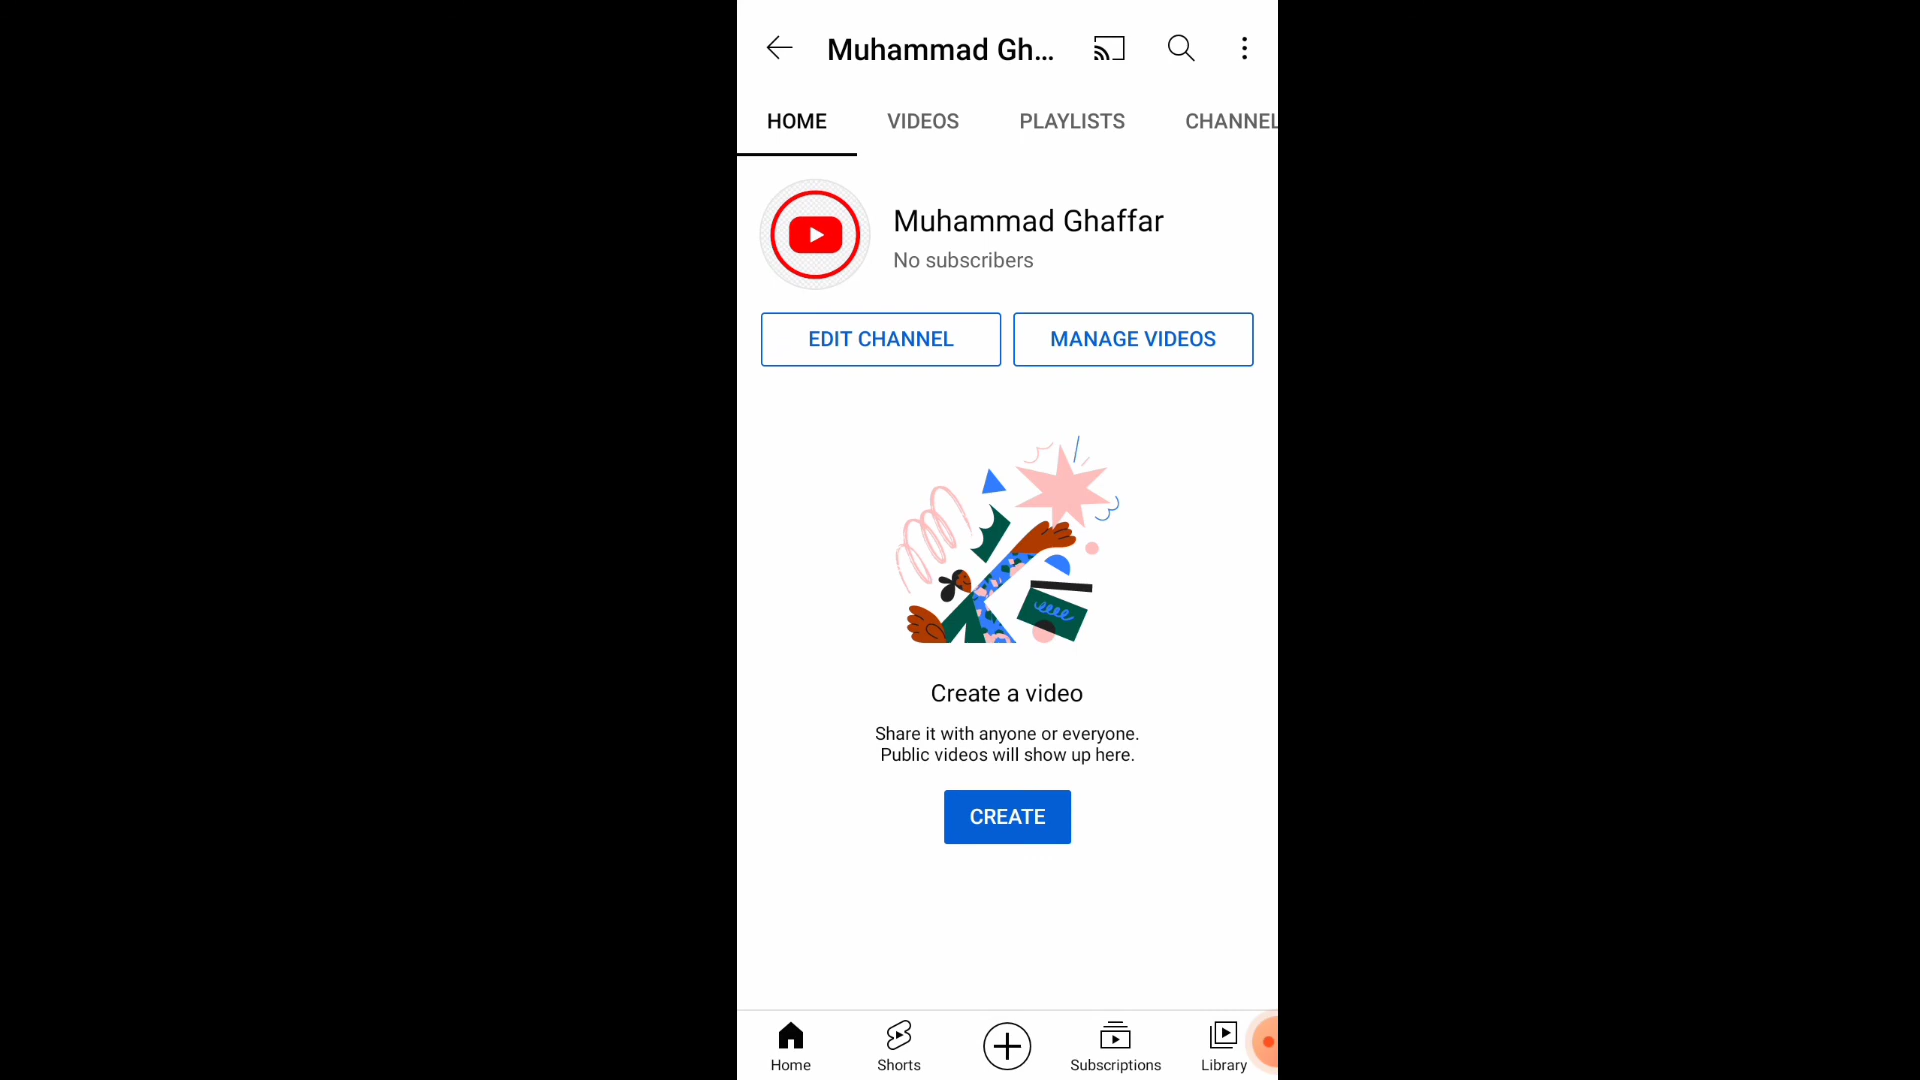 Muhammad Gh...
HOME VIDEOS PLAYLISTS CHANNEL
Muhammad Ghaffar
No subscribers
EDIT CHANNEL MANAGE VIDEOS
Create a video
Share it with anyone or everyone.
Public videos will show up here.
CREATE
Home Shorts Subscriptions Library